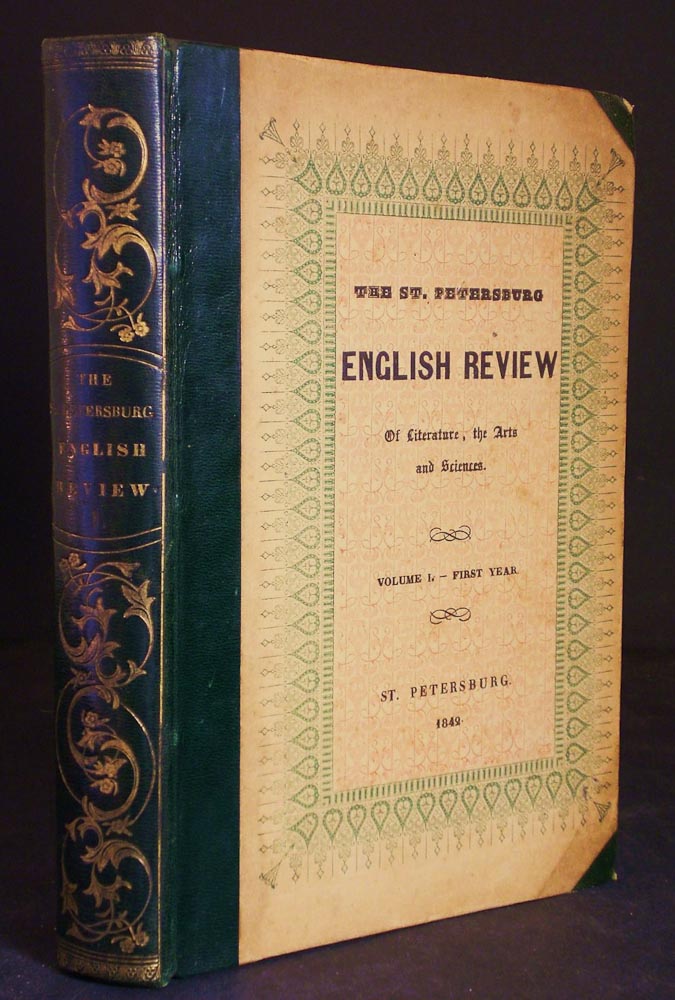 THE
PETERSBURG
ENGLISH
REVIEW
THE ST. PETERSBURG
ENGLISH REVIEW
Of Literature, the Arts
and Sciences.
VOLUME I. – FIRST YEAR.
ST. PETERSBURG.
1842.